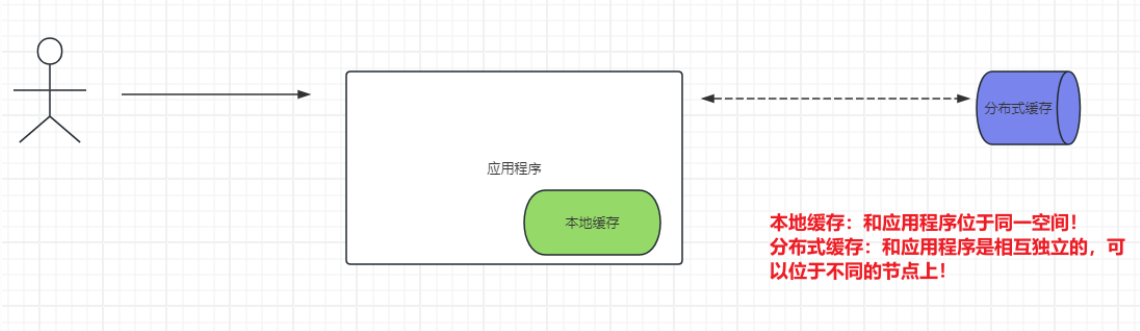 分布式缓存
应用程序
本地缓存
本地缓存：和应用程序位于同一空间！
分布式缓存：和应用程序是相互独立的，可
以位于不同的节点上！